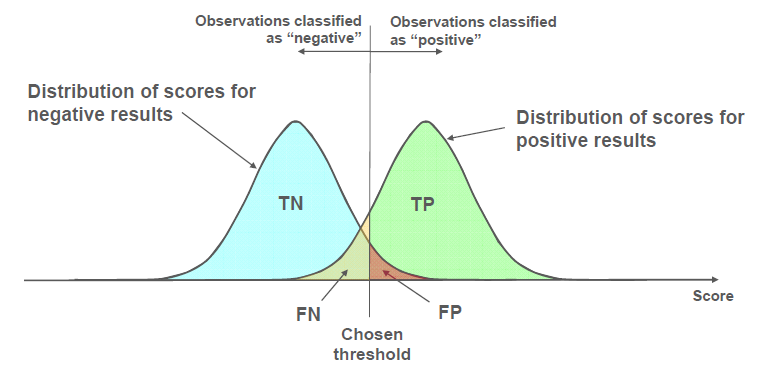 Observations classified
as “negative”
Observations classified
as “positive”
Distribution of scores for
negative results
Distribution of scores for
positive results
TN
TP
FN
FP
Score
Chosen
threshold